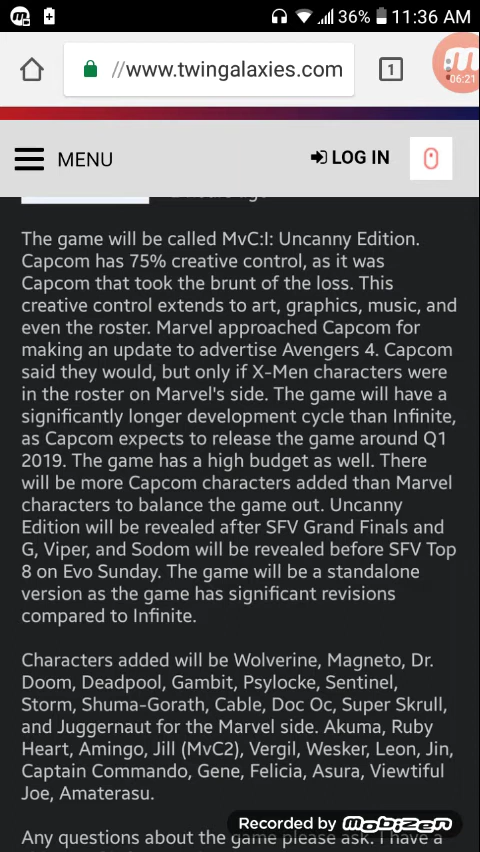 36% 11:36 AM
//www.twingalaxies.com
1
06:21
MENU
LOG IN
The game will be called MvC:I: Uncanny Edition.
Capcom has 75% creative control, as it was
Capcom that took the brunt of the loss. This
creative control extends to art, graphics, music, and
even the roster. Marvel approached Capcom for
making an update to advertise Avengers 4. Capcom
said they would, but only if X-Men characters were
in the roster on Marvel's side. The game will have a
significantly longer development cycle than Infinite,
as Capcom expects to release the game around Q1
2019. The game has a high budget as well. There
will be more Capcom characters added than Marvel
characters to balance the game out. Uncanny
Edition will be revealed after SFV Grand Finals and
G, Viper, and Sodom will be revealed before SFV Top
8 on Evo Sunday. The game will be a standalone
version as the game has significant revisions
compared to Infinite.
Characters added will be Wolverine, Magneto, Dr.
Doom, Deadpool, Gambit, Psylocke, Sentinel,
Storm, Shuma-Gorath, Cable, Doc Oc, Super Skrull,
and Juggernaut for the Marvel side. Akuma, Ruby
Heart, Amingo, Jill (MvC2), Vergil, Wesker, Leon, Jin,
Captain Commando, Gene, Felicia, Asura, Viewtiful
Joe, Amaterasu.
Any questions about the game please ask. I have a
Recorded by Mobizen